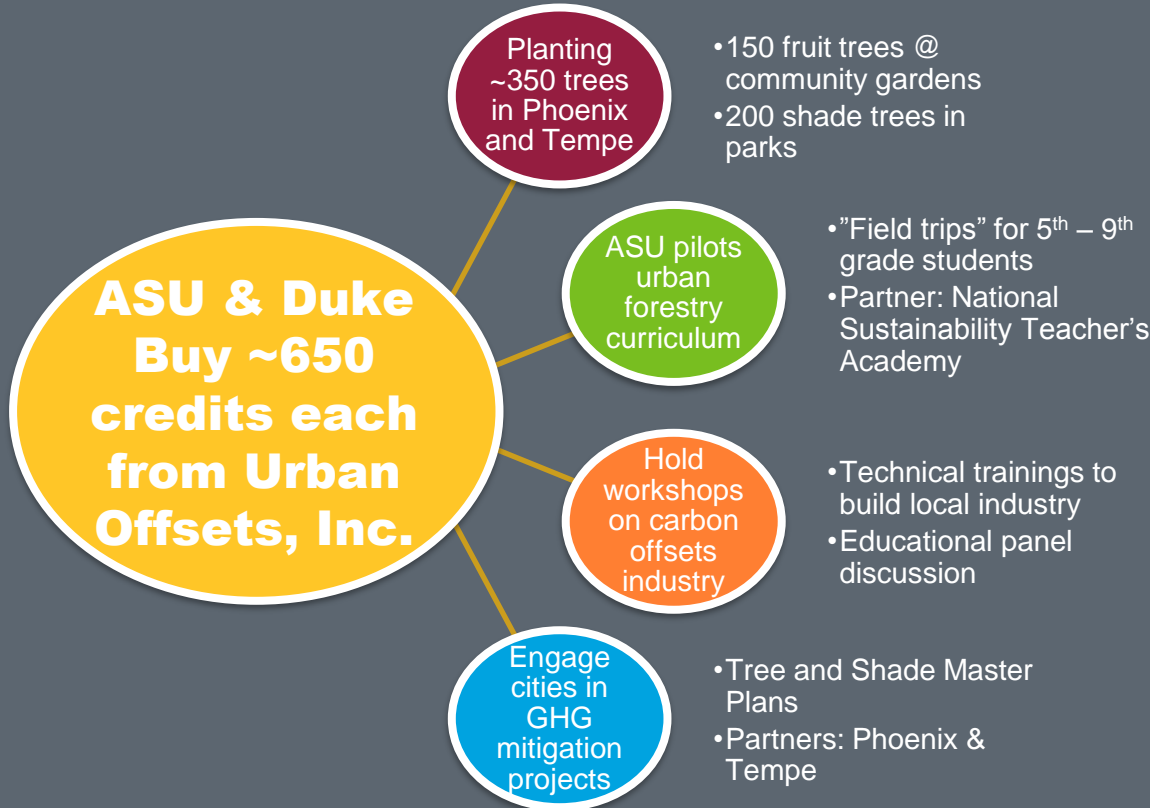 Planting
~350 trees
in Phoenix
and Tempe
•150 fruit trees @
community gardens
•200 shade trees in
parks
ASU & Duke
Buy ~650
credits each
from Urban
Offsets, Inc.
ASU pilots
urban
forestry
curriculum
•”Field trips” for 5th – 9th
grade students
•Partner: National
Sustainability Teacher’s
Academy
Hold
workshops
on carbon
offsets
industry
•Technical trainings to
build local industry
•Educational panel
discussion
Engage
cities in
GHG
mitigation
projects
•Tree and Shade Master
Plans
•Partners: Phoenix &
Tempe